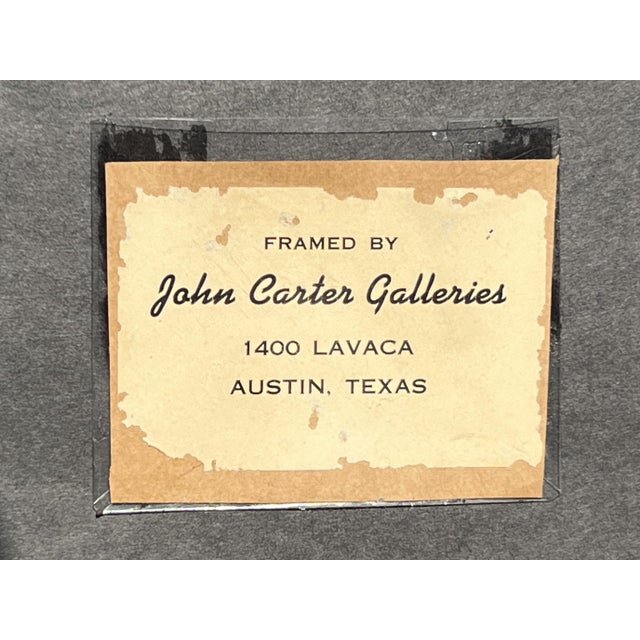 FRAMED BY
John Carter Galleries
1400 LAVACA
AUSTIN, TEXAS